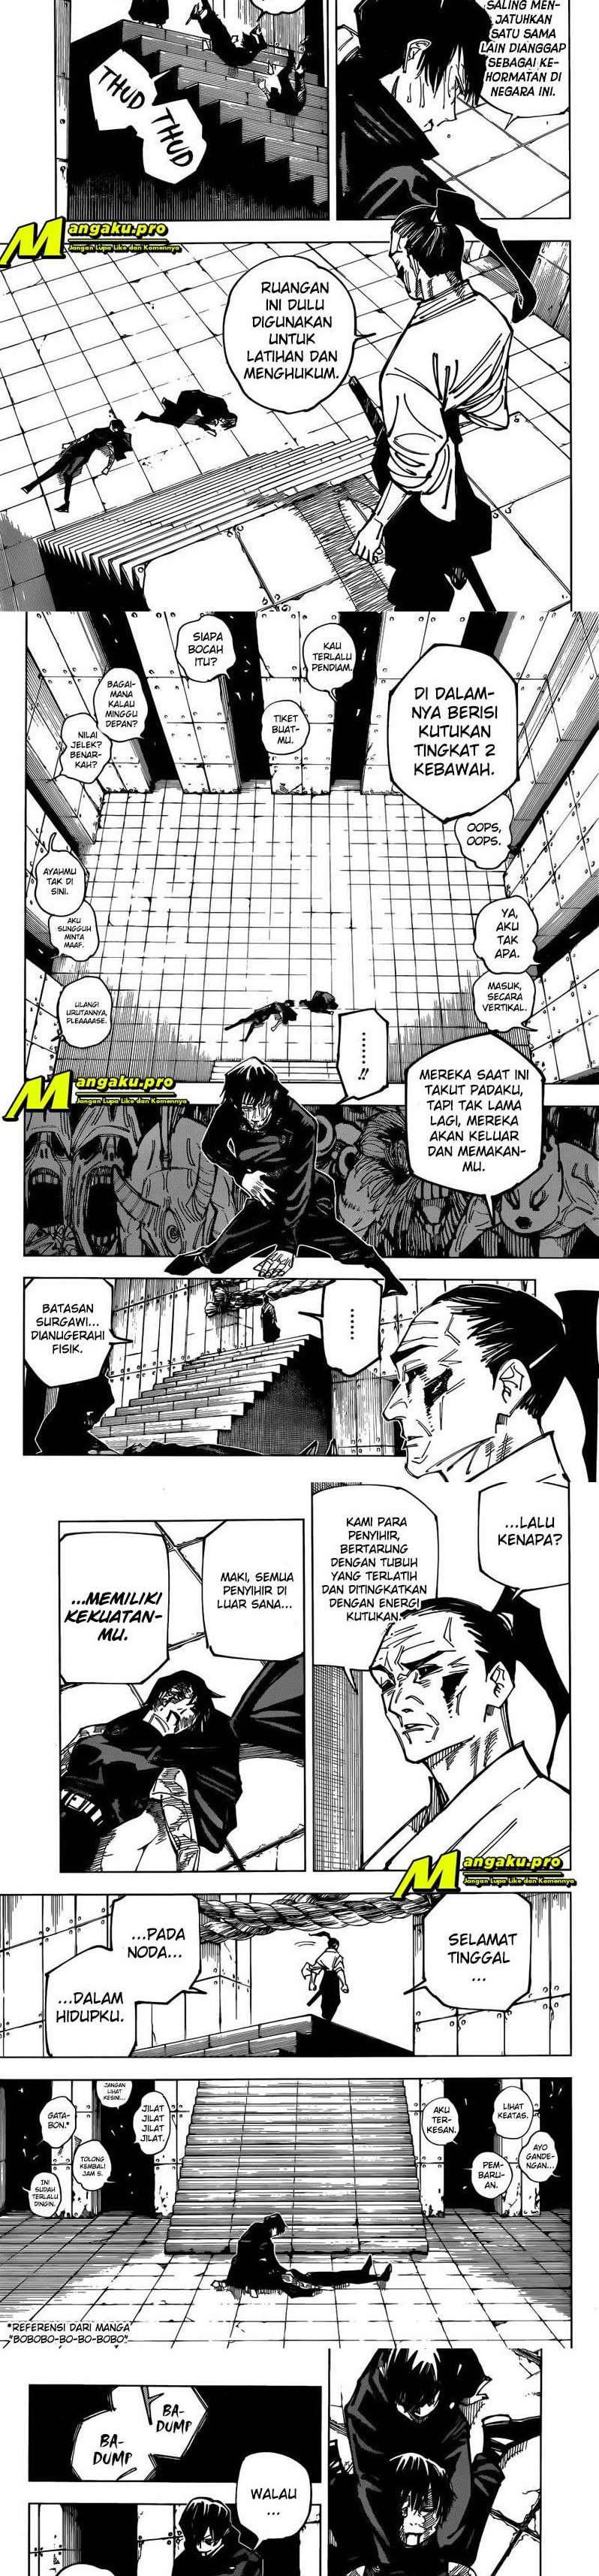 SALING MEN-
JATUHKAN
SATU SAMA
LAIN DIANGGAP
SEBAGAI KE-
HORMATAN DI
NEGARA INI.
THUD THUD
Mangaku.pro
Jangan Lupa Like dan Komennya
RUANGAN
INI DULU
DIGUNAKAN
UNTUK
LATIHAN DAN
MENGHUKUM.
DI DALAM-
NYA BERISI
KUTUKAN
TINGKAT 2
KEBAWAH.
KAU
TERLALU
PENDIAM.
SIAPA
BOCAH
ITU?
TIKET
BUAT-
MU.
BAGAI-
MANA
KALAU
MINGGU
DEPAN?
NILAI
JELEK?
BENAR-
KAH?
OOPS,
OOPS.
AYAHMU
TAK DI
SINI.
AKU
SUNGGUH
MINTA
MAAF.
YA,
AKU
TAK
APA.
MASUK,
SECARA
VERTIKAL.
ULANGI
URUTANNYA,
PLEAAAASE.
......!!
Mangaku.pro
Jangan Lupa Like dan Komennya
MEREKA SAAT INI
TAKUT PADAKU,
TAPI TAK LAMA
LAGI, MEREKA
AKAN KELUAR
DAN MEMAKAN-
MU.
......
BATASAN
SURGAWI...
DIANUGERAHI
FISIK.
...LALU
KENAPA?
KAMI PARA
PENYIHIR,
BERTARUNG
DENGAN TUBUH
YANG TERLATIH
DAN DITINGKATKAN
DENGAN ENERGI
KUTUKAN.
MAKI, SEMUA
PENYIHIR DI
LUAR SANA...
...MEMILIKI
KEKUATAN-
MU.
Mangaku.pro
Jangan Lupa Like dan Komennya
SELAMAT
TINGGAL
...
...PADA
NODA...
...DALAM
HIDUPKU.
LIHAT
KEATAS.
AYO
GANDE-
NGAN...
AKU
TER-
KESAN.
PEM-
BARU-
AN.
JANGAN
LIHAT
KESINI...
JILAT
JILAT
JILAT
JILAT.
GATA-
BON.*
TOLONG
KEMBALI
JAM 5.
INI
SUDAH
TERLALU
DINGIN.
*REFERENSI DARI MANGA
"BOBOBO-BO-BO-BOBO"
BA-
DUMP
BA-
DUMP
WALAU
...